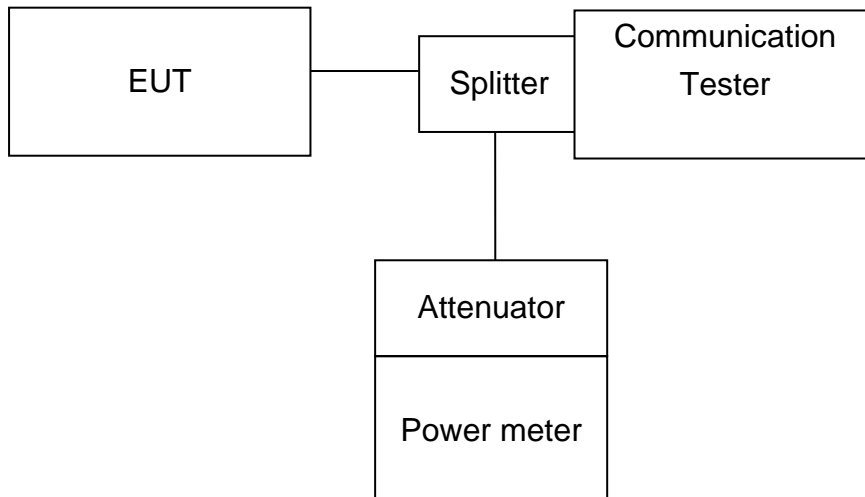 EUT
Splitter
Communication
Tester
Attenuator
Power meter